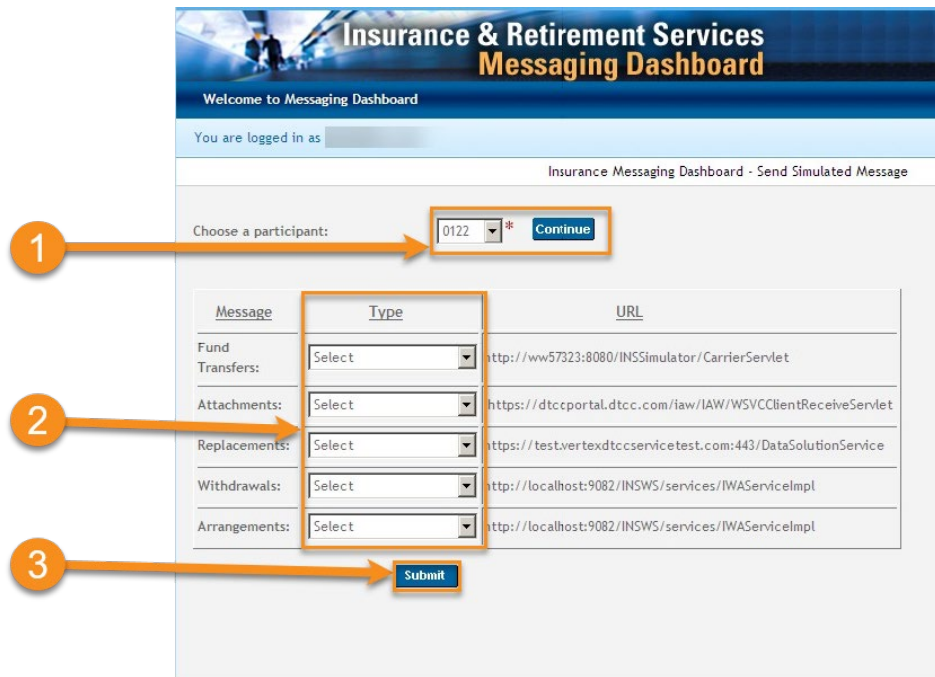 Insurance & Retirement Services
Messaging Dashboard
Welcome to Messaging Dashboard
You are logged in as
Insurance Messaging Dashboard - Send Simulated Message
1
Choose a participant: 0122 * Continue
Message Type URL
Fund
Transfers: Select http://ww57323:8080/INSSimulator/CarrierServlet
Attachments: Select https://dtccportal.dtcc.com/iaw/IAW/WSVCClientReceiveServlet
2
Replacements: Select https://test.vertexdtccservicetest.com:443/DataSolutionService
Withdrawals: Select http://localhost:9082/INSWS/services/IWAServiceImpl
Arrangements: Select http://localhost:9082/INSWS/services/IWAServiceImpl
3
Submit